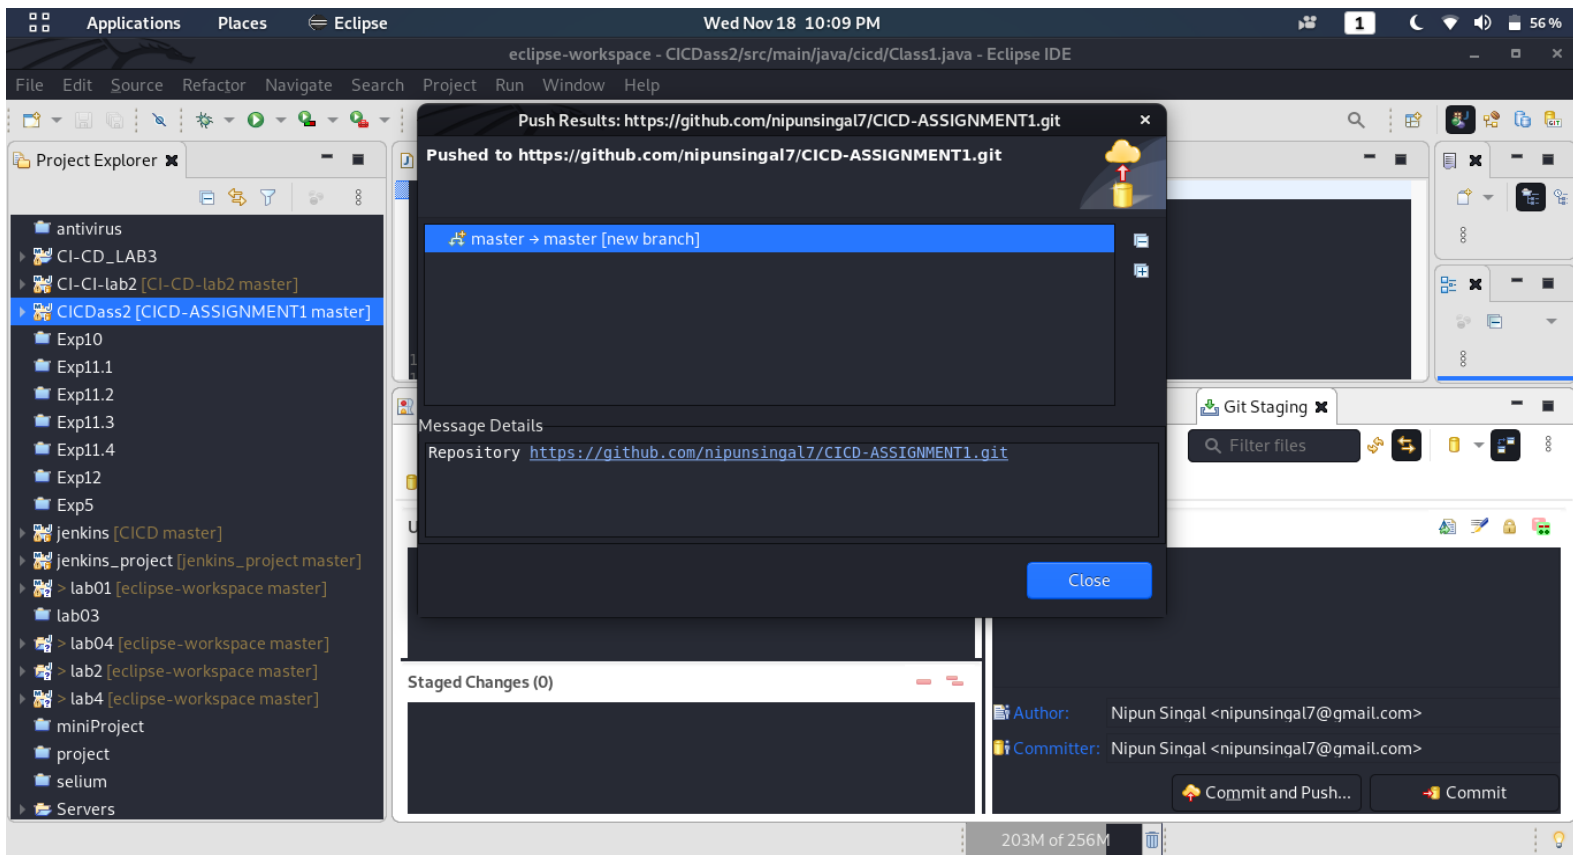 Applications Places Eclipse Wed Nov 18 10:09 PM 1 56 %
eclipse-workspace - CICDass2/src/main/java/cicd/Class1.java - Eclipse IDE
File Edit Source Refactor Navigate Search Project Run Window Help
Push Results: https://github.com/nipunsingal7/CICD-ASSIGNMENT1.git
Pushed to https://github.com/nipunsingal7/CICD-ASSIGNMENT1.git
master → master [new branch]
Message Details
Repository https://github.com/nipunsingal7/CICD-ASSIGNMENT1.git
Close
Project Explorer
antivirus
CI-CD_LAB3
CI-CI-lab2 [CI-CD-lab2 master]
CICDass2 [CICD-ASSIGNMENT1 master]
Exp10
Exp11.1
Exp11.2
Exp11.3
Exp11.4
Exp12
Exp5
jenkins [CICD master]
jenkins_project [jenkins_project master]
> lab01 [eclipse-workspace master]
lab03
> lab04 [eclipse-workspace master]
> lab2 [eclipse-workspace master]
> lab4 [eclipse-workspace master]
miniProject
project
selium
Servers
Git Staging
Filter files
Staged Changes (0)
Author: Nipun Singal <nipunsingal7@gmail.com>
Committer: Nipun Singal <nipunsingal7@gmail.com>
Commit and Push... Commit
203M of 256M